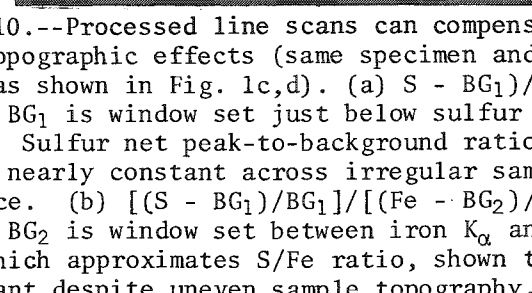 10.--Processed line scans can compens
opographic effects (same specimen and
as shown in Fig. 1c,d). (a) S - BG1)/
BG1 is window set just below sulfur
Sulfur net peak-to-background ratio
nearly constant across irregular sam
ce. (b) [(S - BG1)/BG1]/[(Fe - BG2)/
BG2 is window set between iron Kα an
hich approximates S/Fe ratio, shown t
ant despite uneven sample topography.